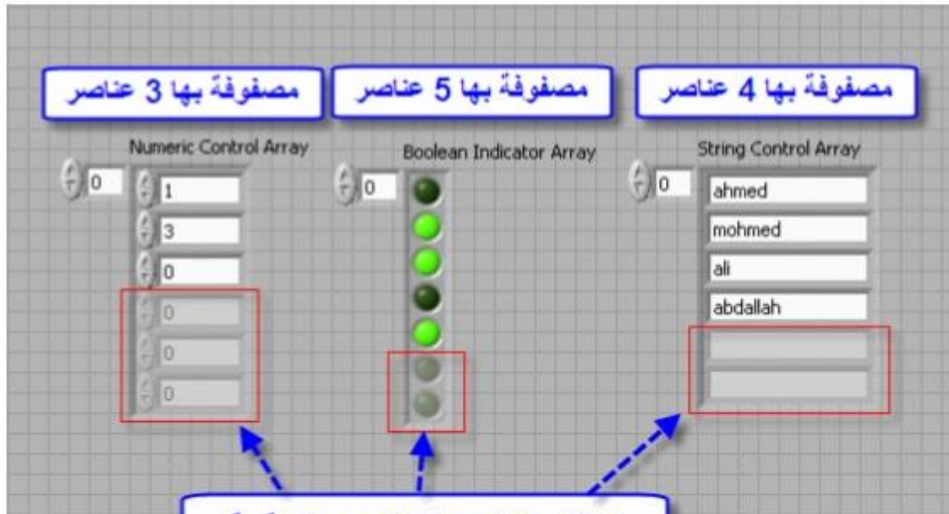 مصفوفة بها 3 عناصر
مصفوفة بها 5 عناصر
مصفوفة بها 4 عناصر
Numeric Control Array
0
1
3
0
0
0
0
Boolean Indicator Array
0
String Control Array
0
ahmed
mohmed
ali
abdallah